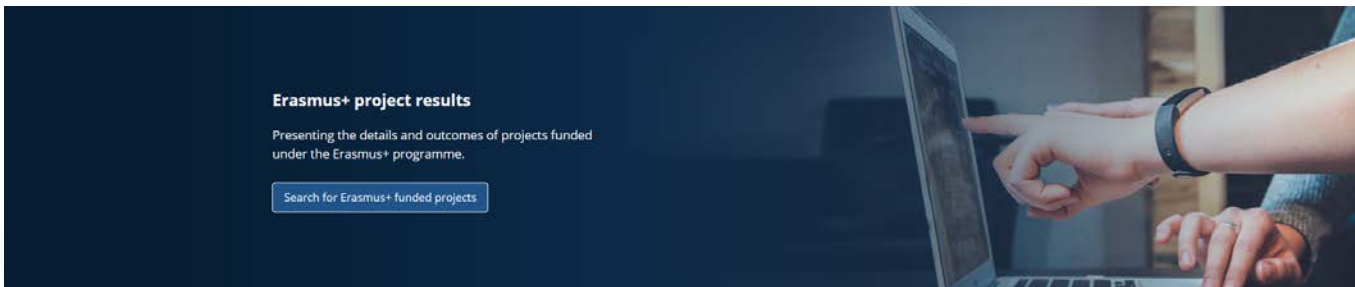 Erasmus+ project results
Presenting the details and outcomes of projects funded
under the Erasmus+ programme.
Search for Erasmus+ funded projects